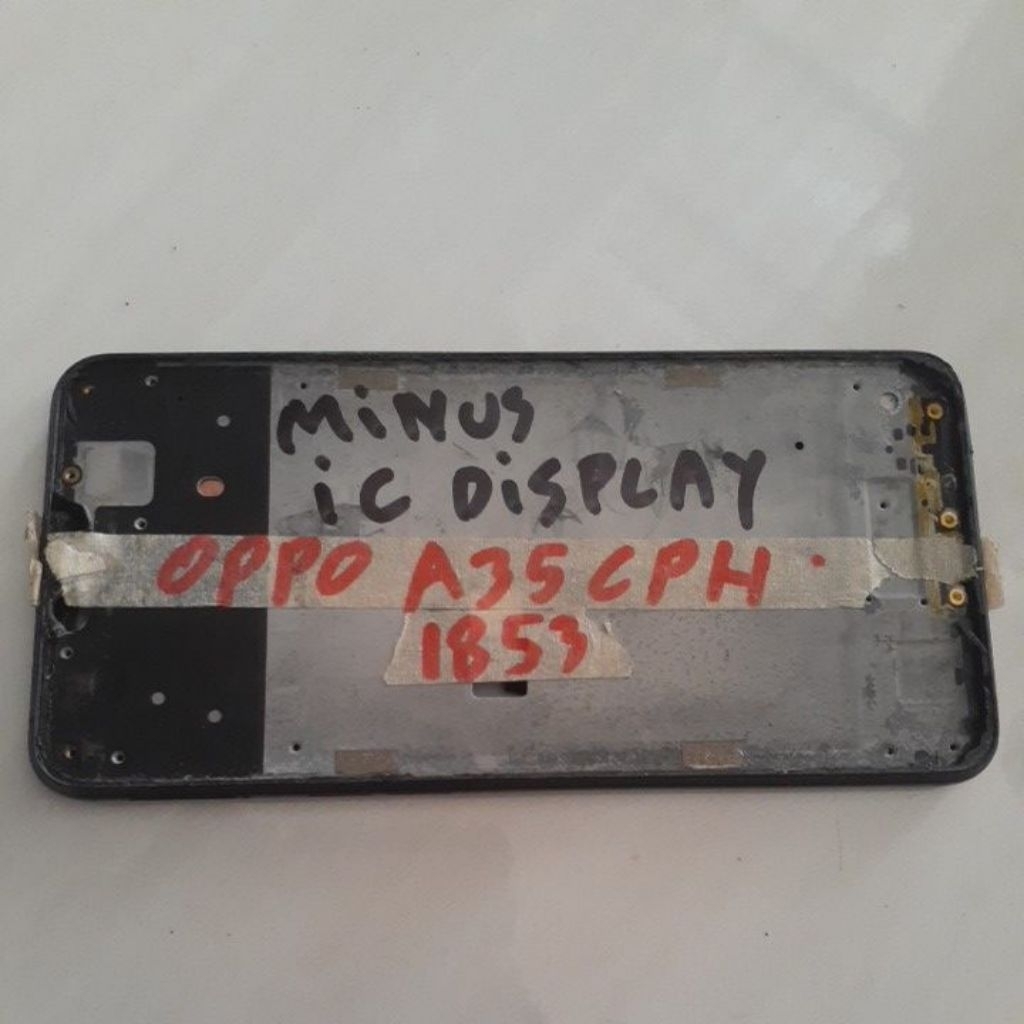 MiNUS
iC DiSPLAY
OPPO A35 CPH.
1853